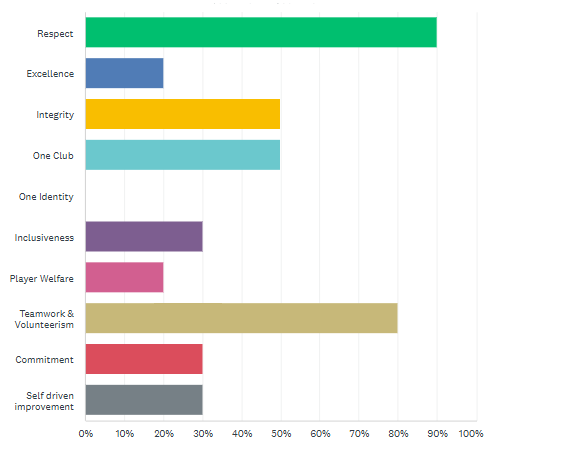 Respect
Excellence
Integrity
One Club
One Identity
Inclusiveness
Player Welfare
Teamwork &
Volunteerism
Commitment
Self driven
improvement
0% 10% 20% 30% 40% 50% 60% 70% 80% 90% 100%